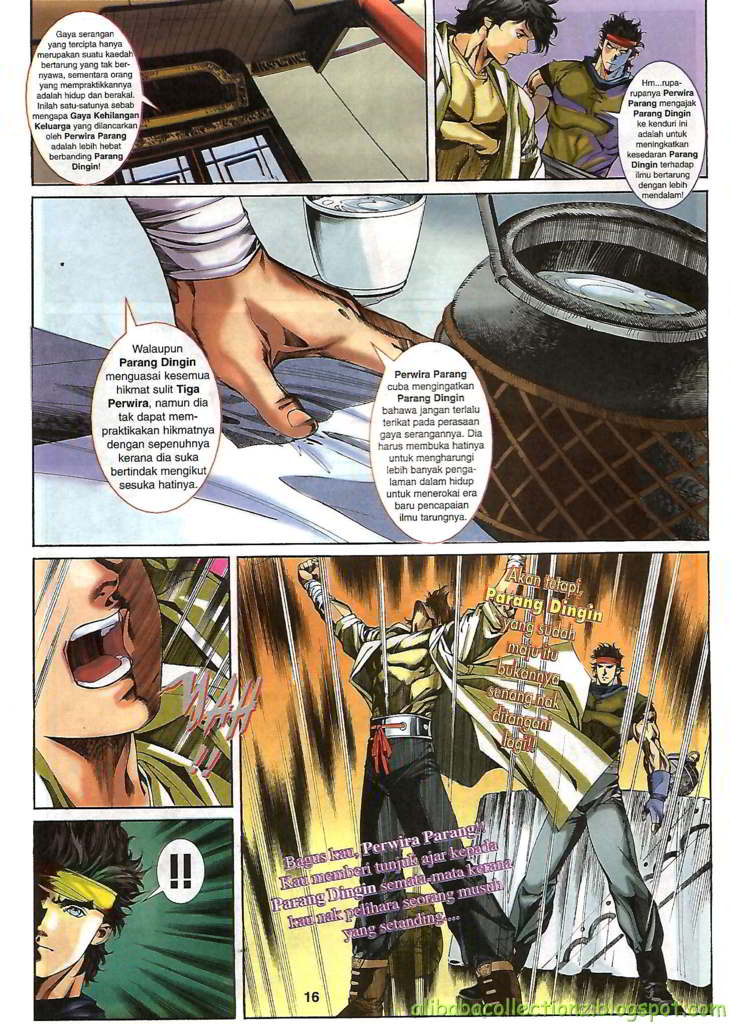 Gaya serangan
yang tercipta hanya
merupakan suatu kaedah
bertarung yang tak ber-
nyawa, sementara orang
yang mempraktikkannya
adalah hidup dan berakal.
Inilah satu-satunya sebab
mengapa Gaya Kehilangan
Keluarga yang dilancarkan
oleh Perwira Parang
adalah lebih hebat
berbanding Parang
Dingin!
Hm...rupa-
rupanya Perwira
Parang mengajak
Parang Dingin
ke kenduri ini
adalah untuk
meningkatkan
kesedaran Parang
Dingin terhadap
ilmu bertarung
dengan lebih
mendalam!
Walaupun
Parang Dingin
menguasai kesemua
hikmat sulit Tiga
Perwira, namun dia
tak dapat mem-
praktikakan hikmatnya
dengan sepenuhnya
kerana dia suka
bertindak mengikut
sesuka hatinya.
Perwira Parang
cuba mengingatkan
Parang Dingin
bahawa jangan terlalu
terikat pada perasaan
gaya serangannya. Dia
harus membuka hatinya
untuk mengharungi
lebih banyak penga-
laman dalam hidup
untuk menerokai era
baru pencapaian
ilmu tarungnya.
WAH
!!
!!
Akan tetapi,
Parang Dingin
yang sudah
maju itu
bukannya
senang nak
ditangani
lagi!
Bagus kau, Perwira Parang!!
Kau memberi tunjuk ajar kepada
Parang Dingin semata-mata kerana
kau nak pelihara seorang musuh
yang setanding....
16
alibabacollectionz.blogspot.com